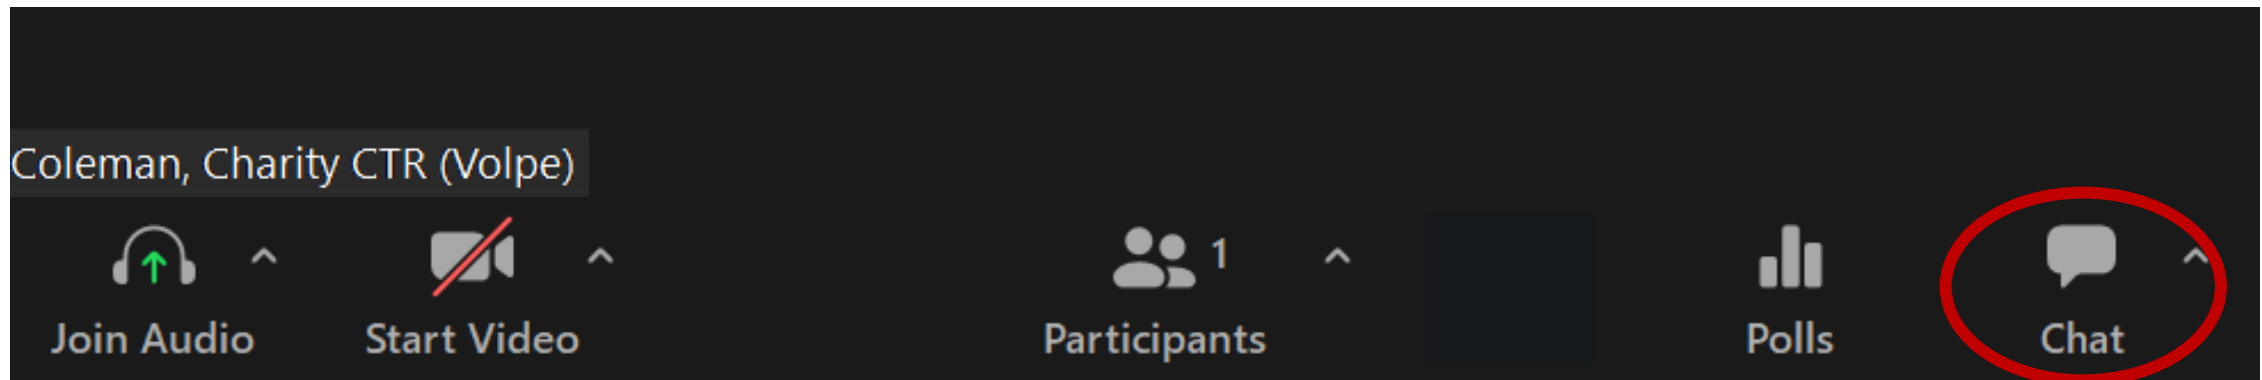 Coleman, Charity CTR (Volpe)
1
Join Audio Start Video Participants Polls Chat